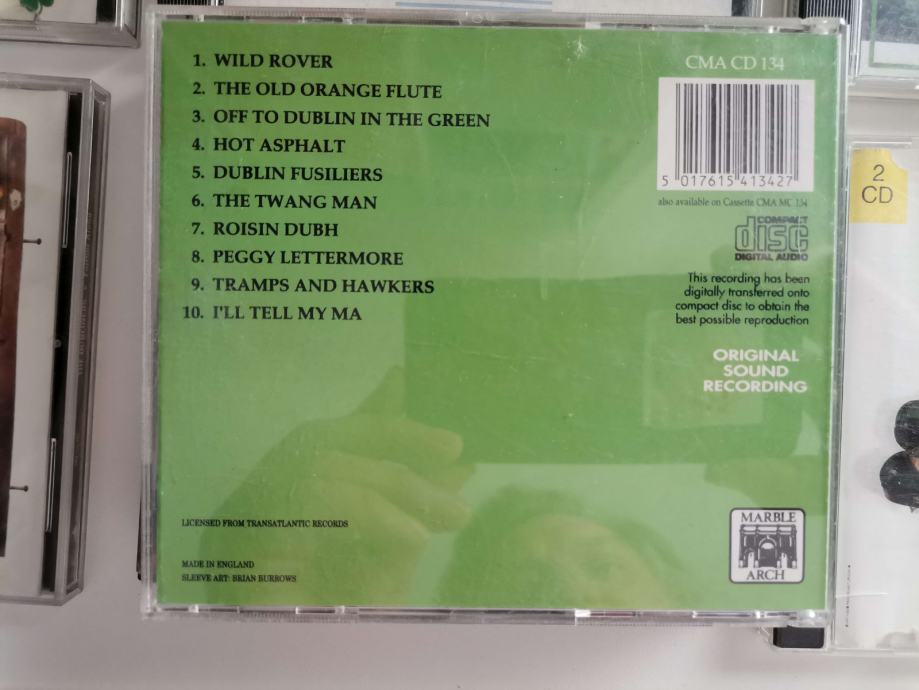 1. WILD ROVER
2. THE OLD ORANGE FLUTE
3. OFF TO DUBLIN IN THE GREEN
4. HOT ASPHALT
5. DUBLIN FUSILIERS
6. THE TWANG MAN
7. ROISIN DUBH
8. PEGGY LETTERMORE
9. TRAMPS AND HAWKERS
10. I'LL TELL MY MA
CMA CD 134
5 017615 413427
also available on Cassette CMA MC 134
COMPACT
disc
DIGITAL AUDIO
This recording has been
digitally transferred onto
compact disc to obtain the
best possible reproduction
ORIGINAL
SOUND
RECORDING
LICENSED FROM TRANSATLANTIC RECORDS
MADE IN ENGLAND
SLEEVE ART: BRIAN BURROWS
MARBLE
ARCH
2
CD